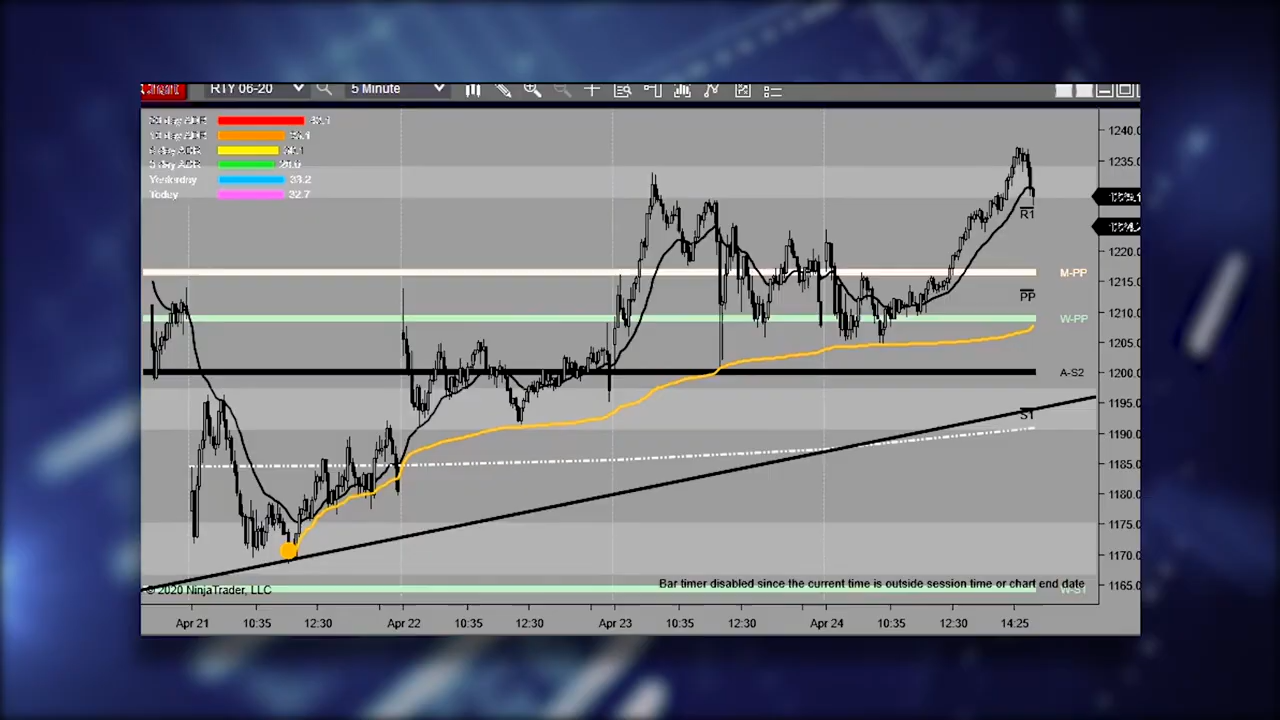 RTY 06-20 5 Minute
Yesterday 33.2
Today 32.7
1240.0
1235.0
R1
1220.0
M-PP 1215.0
PP
W-PP 1210.0
1205.0
A-S2 1200.0
1195.0
S1
1190.0
1185.0
1180.0
1175.0
1170.0
Bar timer disabled since the current time is outside session time or chart end date 1165.0
© 2020 NinjaTrader, LLC W-S1
Apr 21 10:35 12:30 Apr 22 10:35 12:30 Apr 23 10:35 12:30 Apr 24 10:35 12:30 14:25